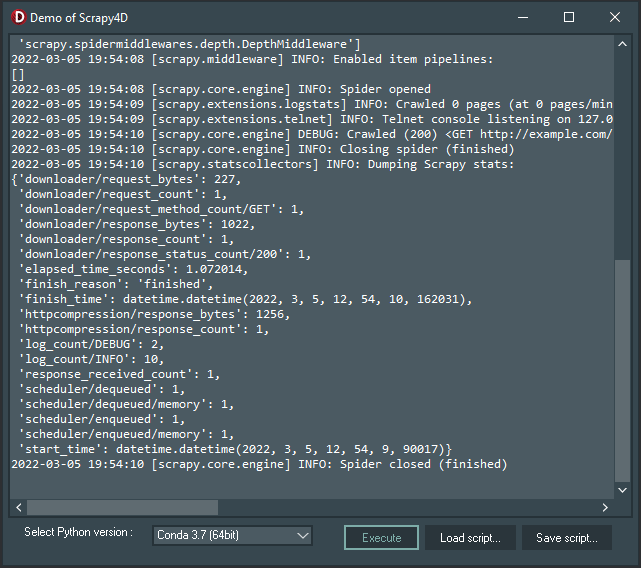 Demo of Scrapy4D
'scrapy.spidermiddlewares.depth.DepthMiddleware']
2022-03-05 19:54:08 [scrapy.middleware] INFO: Enabled item pipelines:
[]
2022-03-05 19:54:08 [scrapy.core.engine] INFO: Spider opened
2022-03-05 19:54:09 [scrapy.extensions.logstats] INFO: Crawled 0 pages (at 0 pages/min
2022-03-05 19:54:09 [scrapy.extensions.telnet] INFO: Telnet console listening on 127.0
2022-03-05 19:54:10 [scrapy.core.engine] DEBUG: Crawled (200) <GET http://example.com/
2022-03-05 19:54:10 [scrapy.core.engine] INFO: Closing spider (finished)
2022-03-05 19:54:10 [scrapy.statscollectors] INFO: Dumping Scrapy stats:
{'downloader/request_bytes': 227,
'downloader/request_count': 1,
'downloader/request_method_count/GET': 1,
'downloader/response_bytes': 1022,
'downloader/response_count': 1,
'downloader/response_status_count/200': 1,
'elapsed_time_seconds': 1.072014,
'finish_reason': 'finished',
'finish_time': datetime.datetime(2022, 3, 5, 12, 54, 10, 162031),
'httpcompression/response_bytes': 1256,
'httpcompression/response_count': 1,
'log_count/DEBUG': 2,
'log_count/INFO': 10,
'response_received_count': 1,
'scheduler/dequeued': 1,
'scheduler/dequeued/memory': 1,
'scheduler/enqueued': 1,
'scheduler/enqueued/memory': 1,
'start_time': datetime.datetime(2022, 3, 5, 12, 54, 9, 90017)}
2022-03-05 19:54:10 [scrapy.core.engine] INFO: Spider closed (finished)
Select Python version : Conda 3.7 (64bit) Execute Load script... Save script...